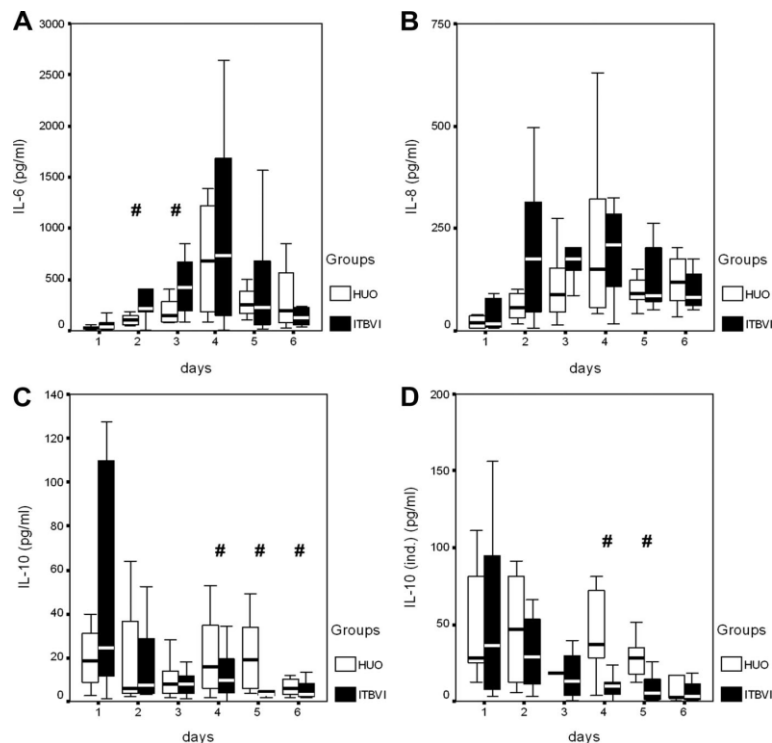 A
3000
2500
2000
1500
1000
500
0
IL-6 (pg/ml)
# #
1 2 3 4 5 6
days
Groups
HUO
ITBVI
B
750
500
250
0
IL-8 (pg/ml)
1 2 3 4 5 6
days
Groups
HUO
ITBVI
C
140
120
100
80
60
40
20
0
IL-10 (pg/ml)
# # #
1 2 3 4 5 6
days
Groups
HUO
ITBVI
D
200
150
100
50
0
IL-10 (ind.) (pg/ml)
# #
1 2 3 4 5 6
days
Groups
HUO
ITBVI